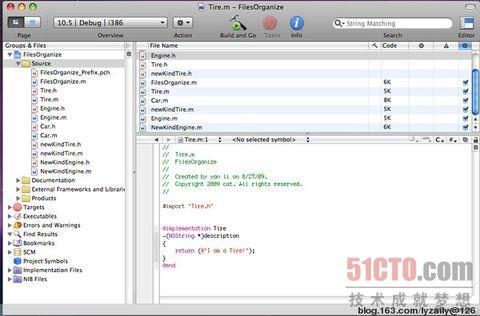 Tire.m - FilesOrganize
10.5 | Debug | i386
String Matching
Page
Overview
Action
Build and Go
Tasks
Info
Search
Editor
Groups & Files
FilesOrganize
Source
FilesOrganize_Prefix.pch
FilesOrganize.m
Tire.h
Tire.m
Engine.h
Engine.m
Car.h
Car.m
newKindTire.h
newKindTire.m
NewKindEngine.h
NewKindEngine.m
Documentation
External Frameworks and Librarie
Products
Targets
Executables
Errors and Warnings
Find Results
Bookmarks
SCM
Project Symbols
Implementation Files
NIB Files
File Name
Code
Engine.h
Tire.h
newKindTire.h
FilesOrganize.m 6K
Tire.m 5K
Car.m 8K
newKindTire.m 5K
Engine.m 5K
NewKindEngine.m 6K
Tire.m:1 <No selected symbol>
//
// Tire.m
// FilesOrganize
//
// Created by yan li on 8/27/09.
// Copyright 2009 cat. All rights reserved.
//
#import "Tire.h"
@implementation Tire
-(NSString *)description
{
return (@"I am a Tire!");
}
@end
51CTO.com
技术成就梦想
blog.163.com/lyzaily@126